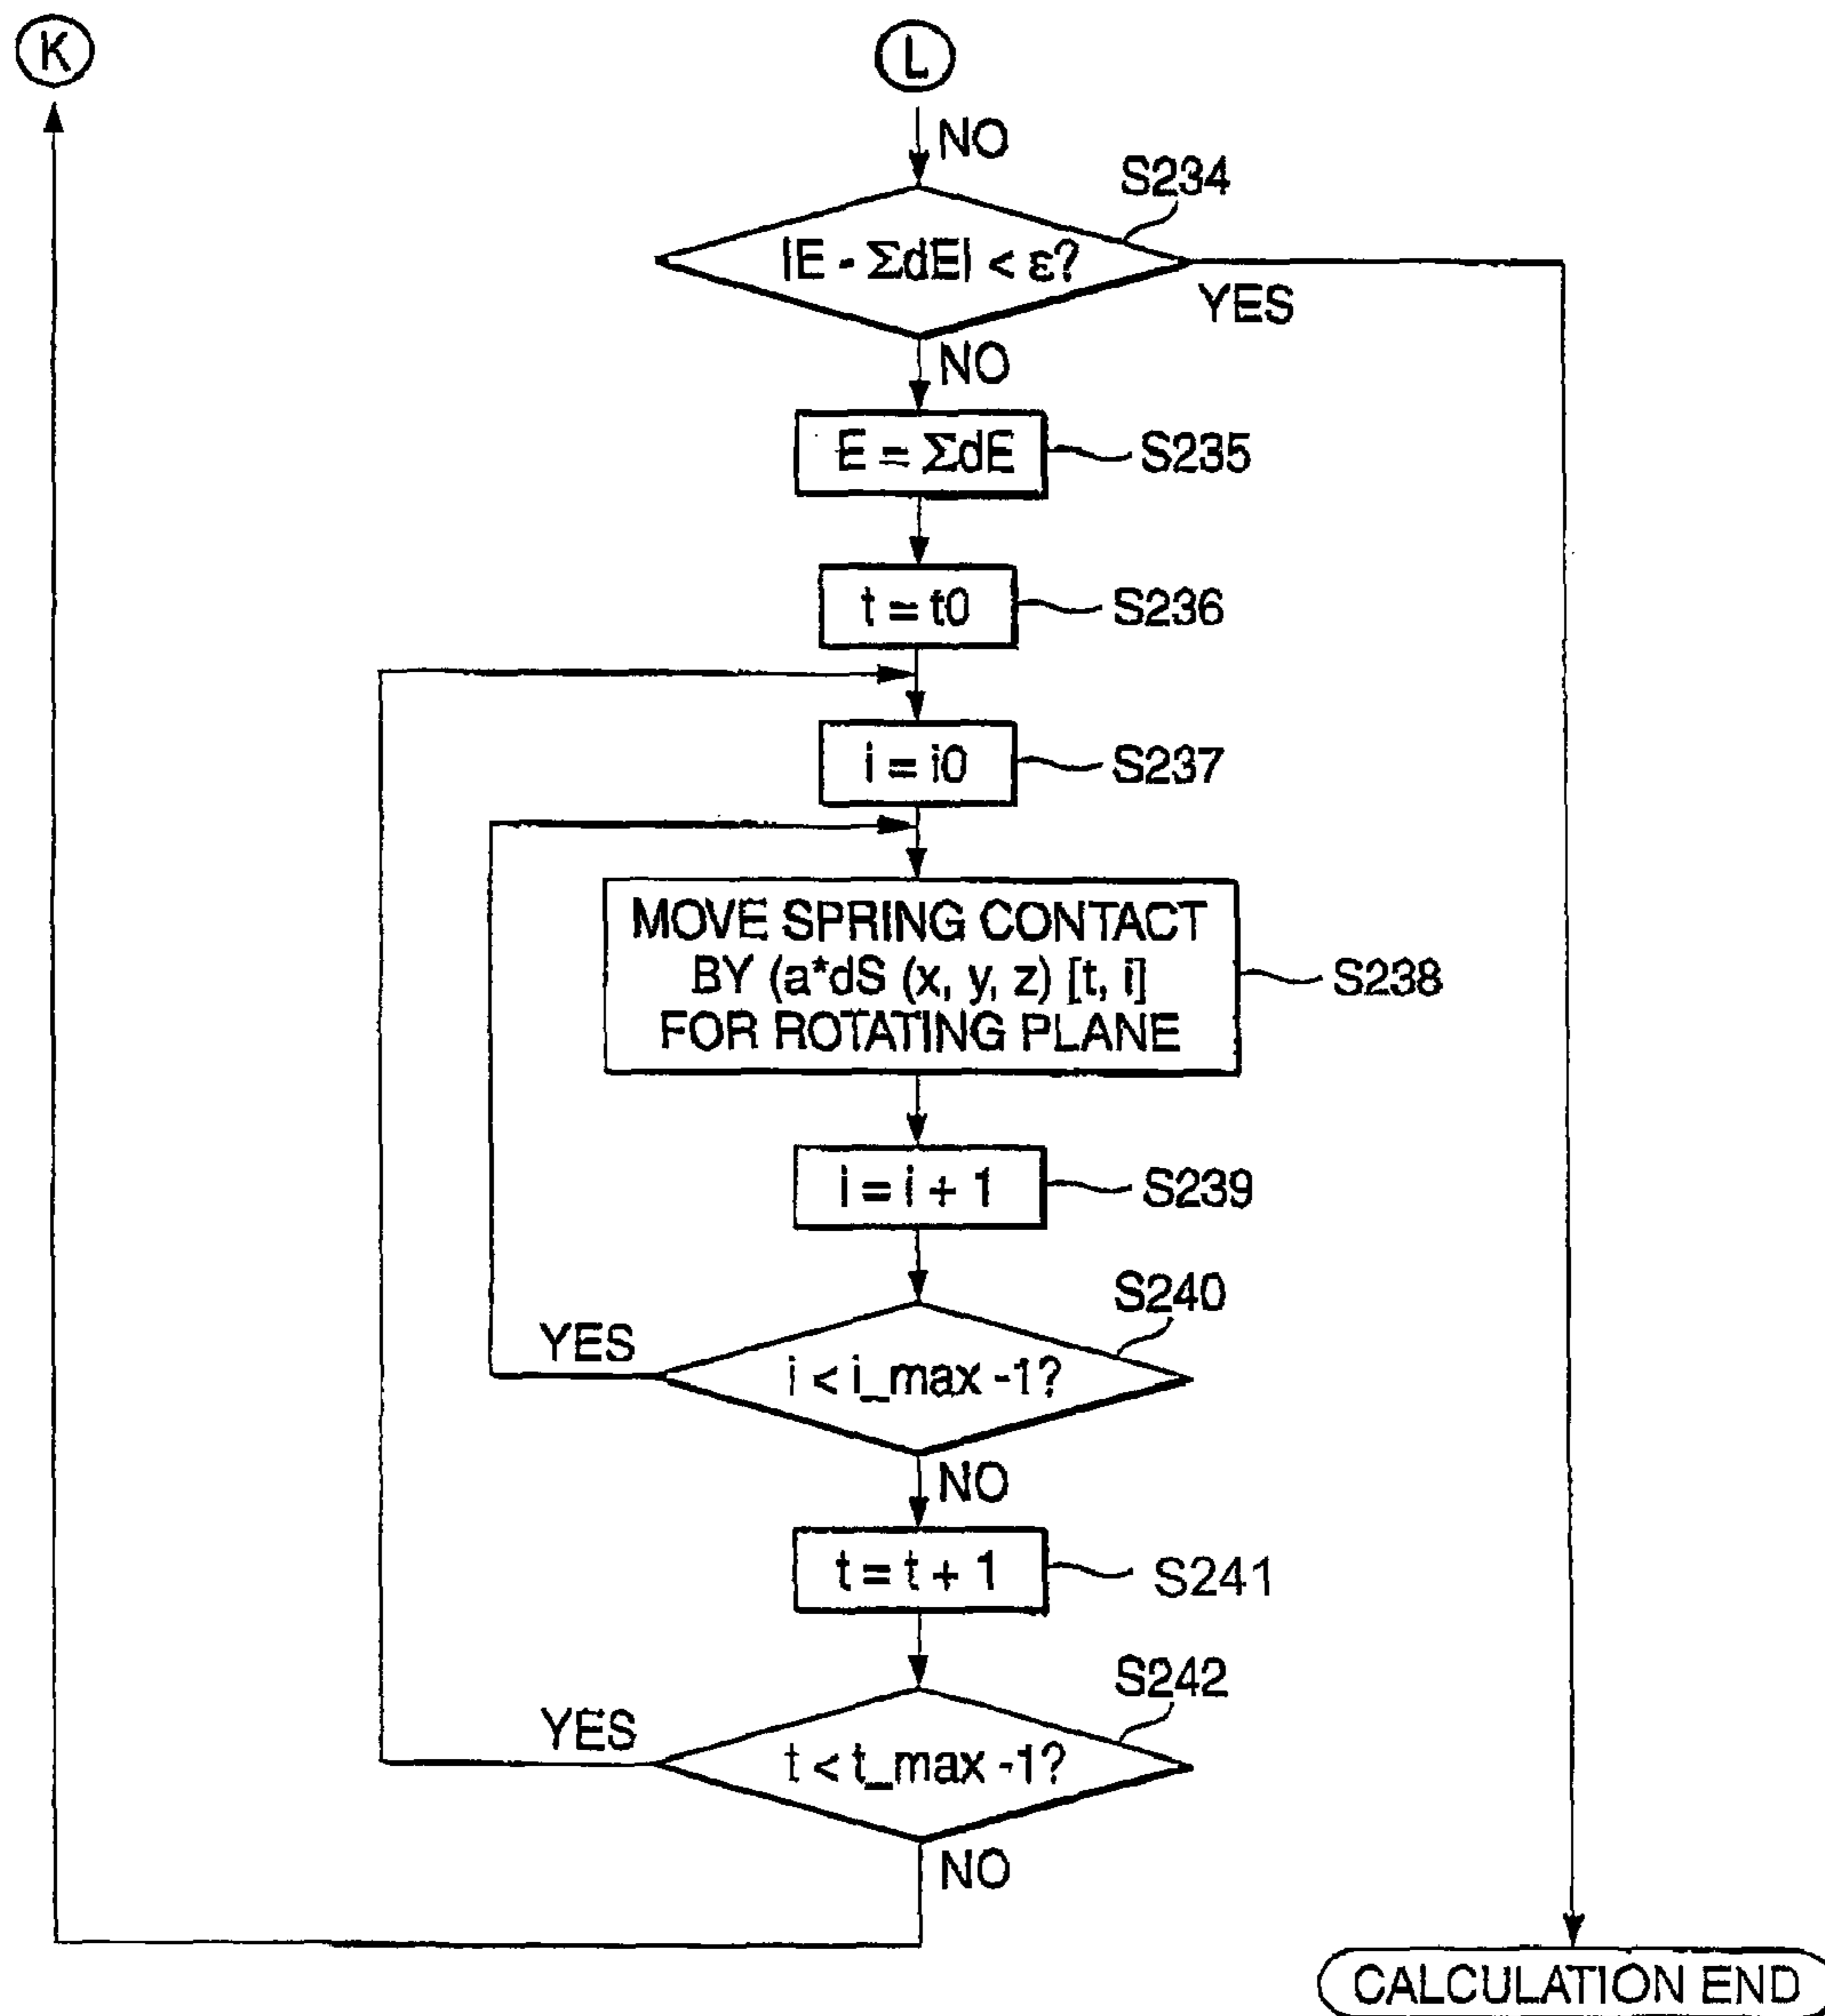 K
L
NO
S234
|E - ΣdE| < ε?
YES
NO
E = ΣdE
S235
t = t0
S236
i = i0
S237
MOVE SPRING CONTACT
BY (a*dS (x, y, z) [t, i]
FOR ROTATING PLANE
S238
i = i + 1
S239
S240
YES
i < i_max -1?
NO
t = t + 1
S241
S242
YES
t < t_max -1?
NO
CALCULATION END